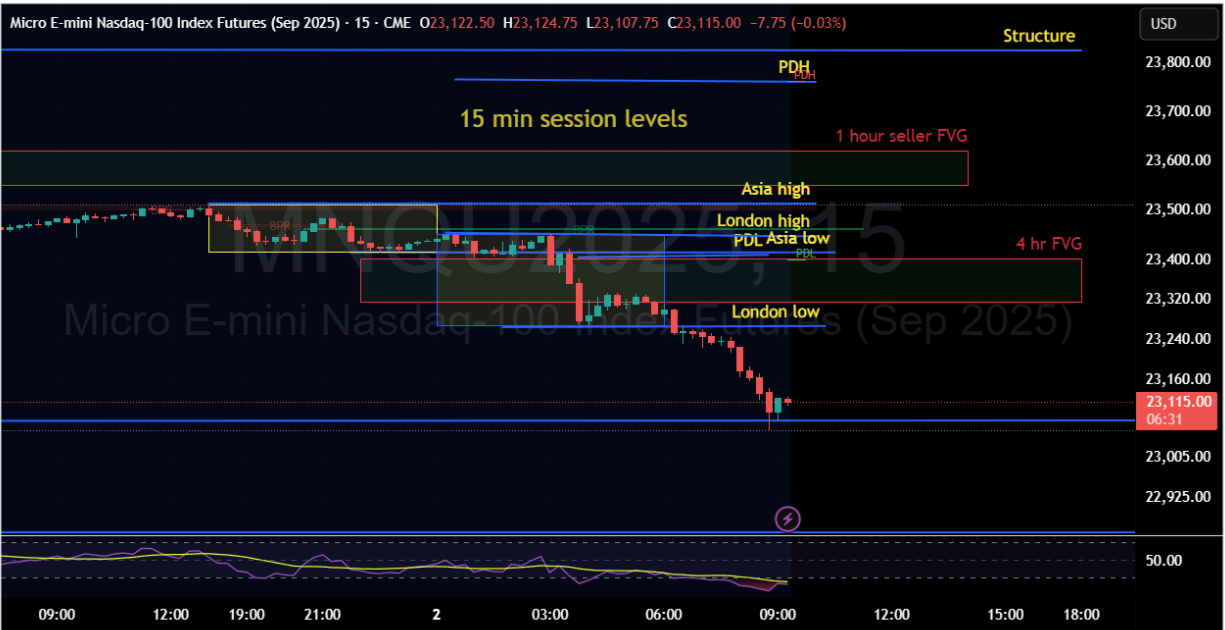 Micro E-mini Nasdaq-100 Index Futures (Sep 2025) · 15 · CME O23,122.50 H23,124.75 L23,107.75 C23,115.00 −7.75 (−0.03%)
USD
Structure
23,800.00
PDH
PDH
23,700.00
15 min session levels
1 hour seller FVG
23,600.00
Asia high
23,500.00
London high
BPR
BPR
MNQU2025, 15
PDL Asia low
4 hr FVG
PDL
23,400.00
23,320.00
London low
Micro E-mini Nasdaq-100 Index Futures (Sep 2025)
23,240.00
23,160.00
23,115.00
06:31
23,005.00
22,925.00
50.00
09:00 12:00 19:00 21:00 2 03:00 06:00 09:00 12:00 15:00 18:00